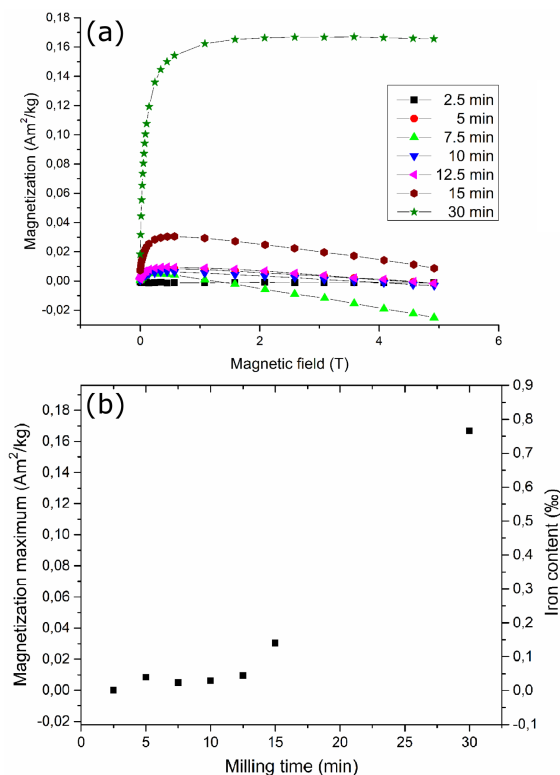 (a)
0,18
0,16
0,14
0,12
0,10
0,08
0,06
0,04
0,02
0,00
-0,02
Magnetization (Am²/kg)
2.5 min
5 min
7.5 min
10 min
12.5 min
15 min
30 min
0 2 4 6
Magnetic field (T)
(b)
0,18
0,16
0,14
0,12
0,10
0,08
0,06
0,04
0,02
0,00
-0,02
Magnetization maximum (Am²/kg)
0,9
0,8
0,7
0,6
0,5
0,4
0,3
0,2
0,1
0,0
-0,1
Iron content (‰)
0 5 10 15 20 25 30
Milling time (min)